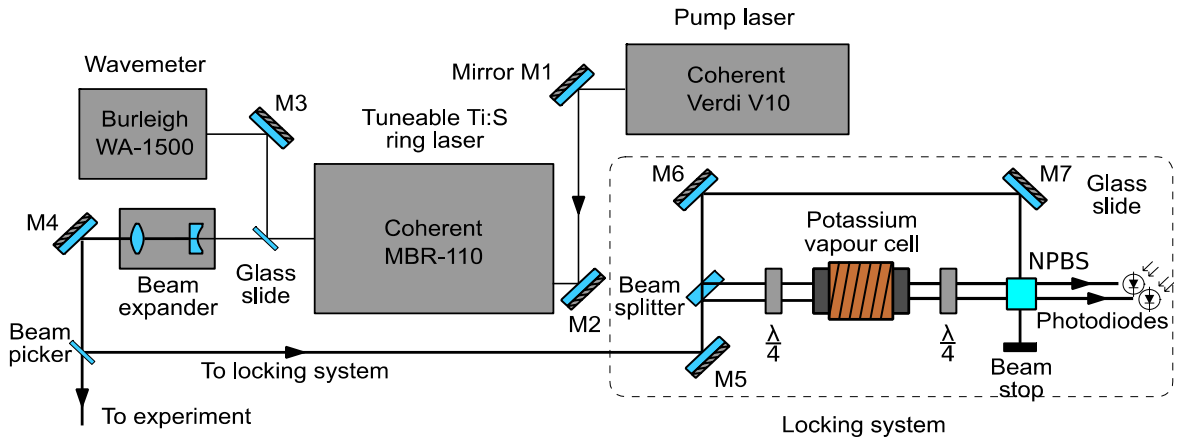 Pump laser
Mirror M1
Coherent
Verdi V10
Wavemeter
Burleigh
WA-1500
M3
Tuneable Ti:S
ring laser
Coherent
MBR-110
M2
M4
Beam
expander
Glass
slide
Beam
picker
To locking system
To experiment
M6
M7
Glass
slide
Potassium
vapour cell
NPBS
Beam
splitter
λ
4
λ
4
Photodiodes
M5
Beam
stop
Locking system